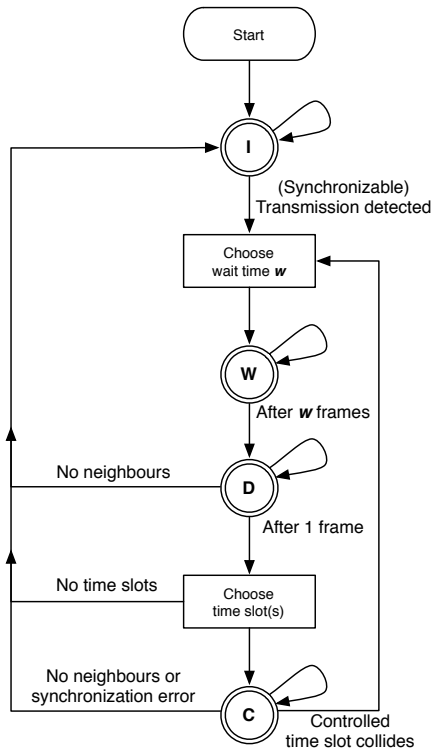 Start
I
(Synchronizable)
Transmission detected
Choose
wait time w
W
After w frames
No neighbours
D
After 1 frame
No time slots
Choose
time slot(s)
No neighbours or
synchronization error
C
Controlled
time slot collides